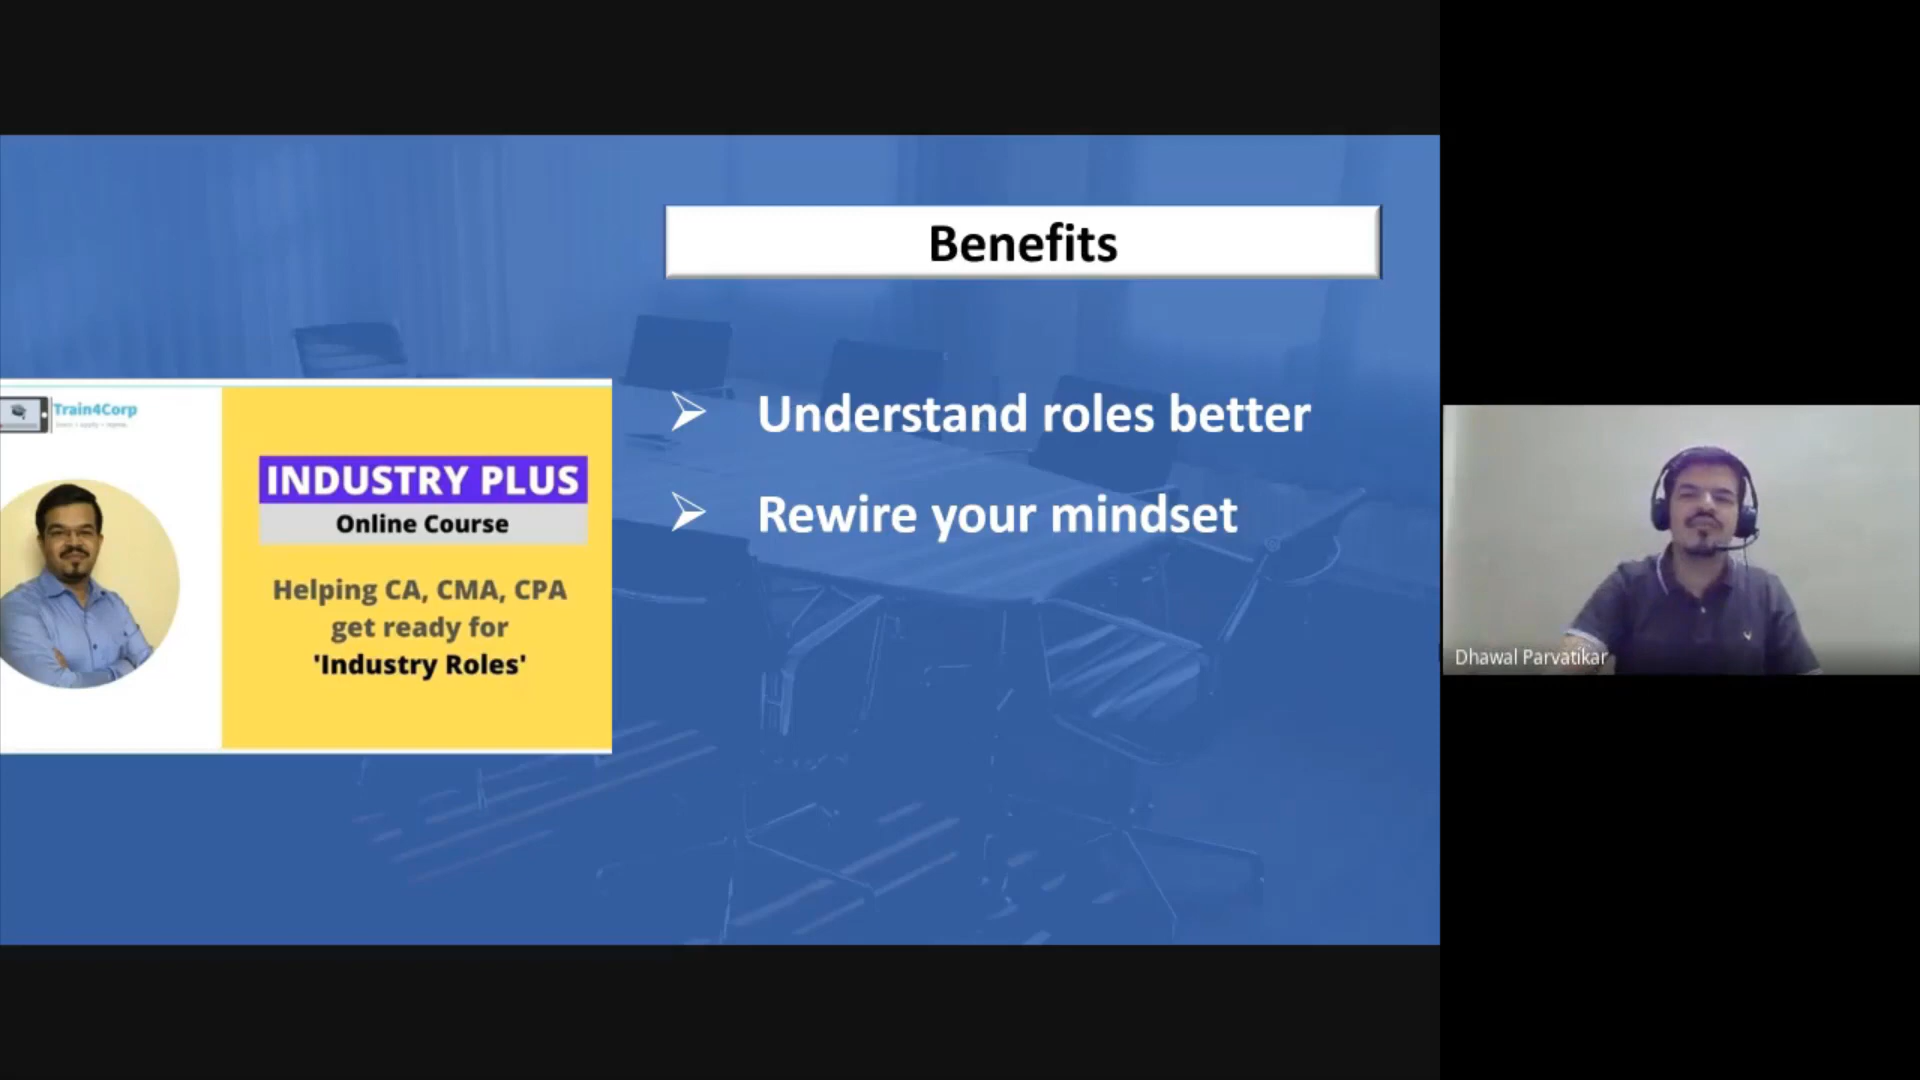 Benefits
Understand roles better
Rewire your mindset
Train4Corp
INDUSTRY PLUS
Online Course
Helping CA, CMA, CPA
get ready for
'Industry Roles'
Dhawal Parvatikar